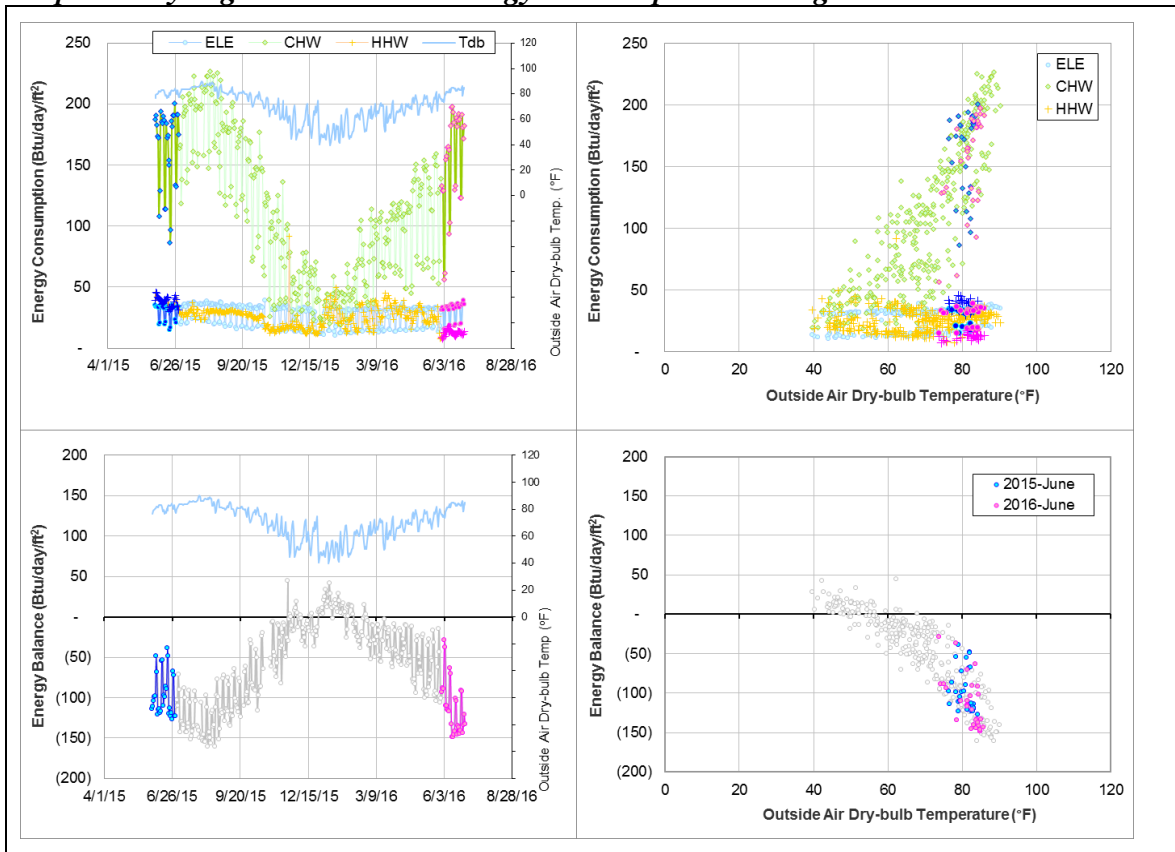 ELE CHW HHW Tdb
Energy Consumption (Btu/day/ft²)
250
200
150
100
50
-
120
100
80
60
40
20
0
Outside Air Dry-bulb Temp. (°F)
4/1/15 6/26/15 9/20/15 12/15/15 3/9/16 6/3/16 8/28/16
ELE
CHW
HHW
Energy Consumption (Btu/day/ft²)
250
200
150
100
50
-
0 20 40 60 80 100 120
Outside Air Dry-bulb Temperature (°F)
Energy Balance (Btu/day/ft²)
200
150
100
50
-
(50)
(100)
(150)
(200)
120
100
80
60
40
20
0
Outside Air Dry-bulb Temp (°F)
4/1/15 6/26/15 9/20/15 12/15/15 3/9/16 6/3/16 8/28/16
2015-June
2016-June
Energy Balance (Btu/day/ft²)
200
150
100
50
-
(50)
(100)
(150)
(200)
0 20 40 60 80 100 120
Outside Air Dry-bulb Temperature (°F)